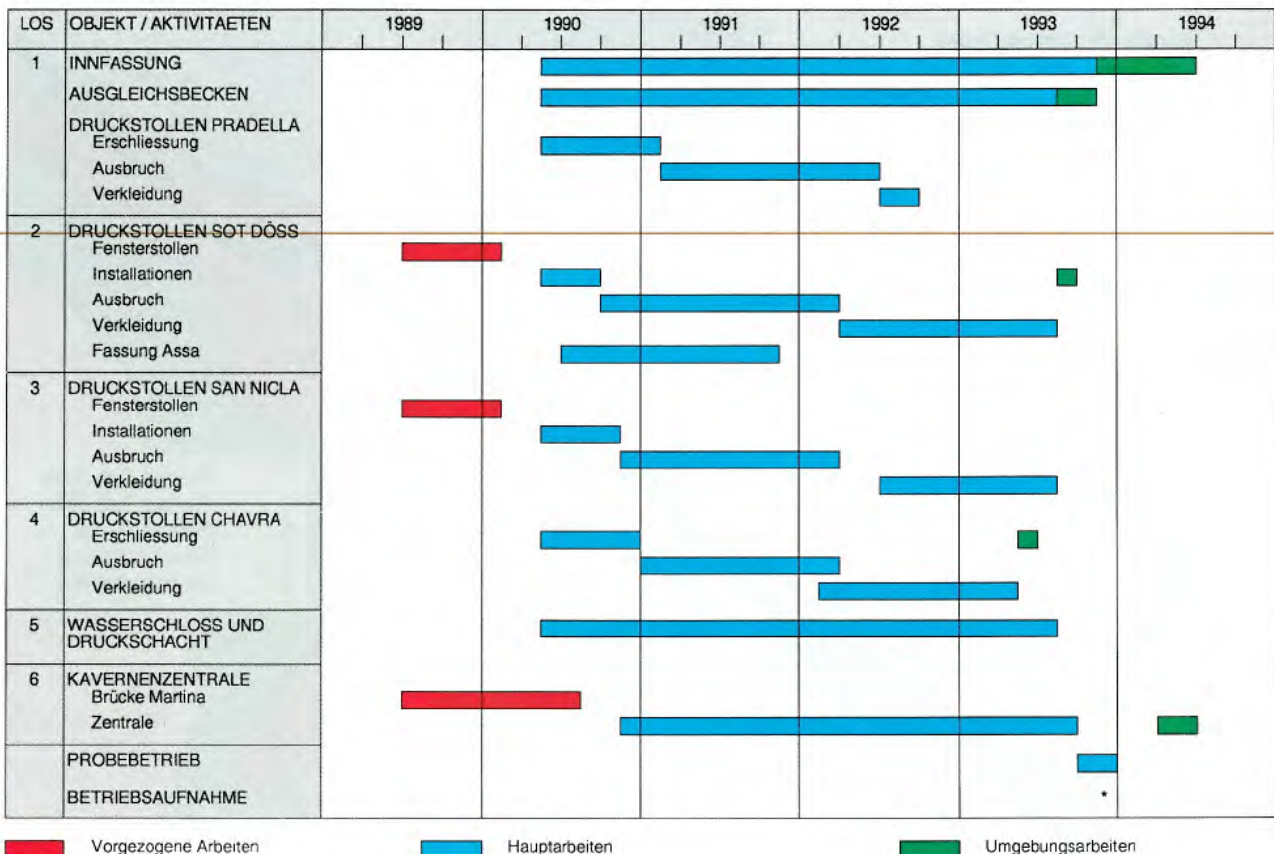 LOS OBJEKT / AKTIVITAETEN 1989 1990 1991 1992 1993 1994
1 INNFASSUNG
AUSGLEICHSBECKEN
DRUCKSTOLLEN PRADELLA
Erschliessung
Ausbruch
Verkleidung
2 DRUCKSTOLLEN SOT DÖSS
Fensterstollen
Installationen
Ausbruch
Verkleidung
Fassung Assa
3 DRUCKSTOLLEN SAN NICLA
Fensterstollen
Installationen
Ausbruch
Verkleidung
4 DRUCKSTOLLEN CHAVRA
Erschliessung
Ausbruch
Verkleidung
5 WASSERSCHLOSS UND
DRUCKSCHACHT
6 KAVERNENZENTRALE
Brücke Martina
Zentrale
PROBEBETRIEB
BETRIEBSAUFNAHME *
Vorgezogene Arbeiten Hauptarbeiten Umgebungsarbeiten